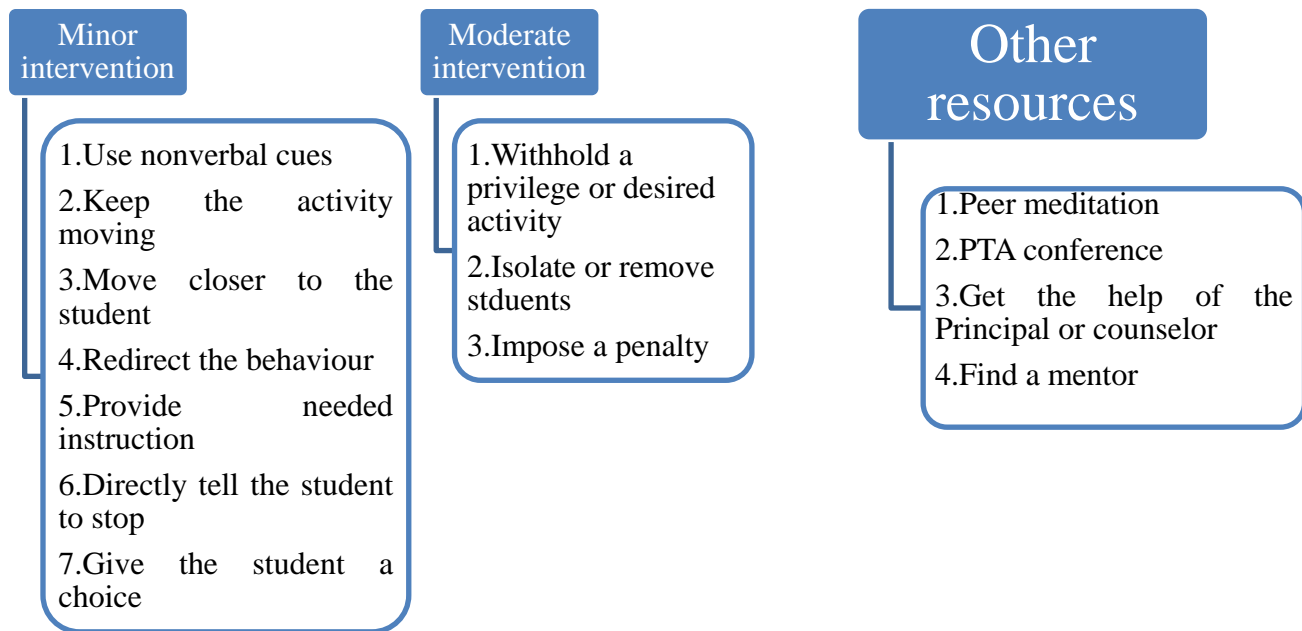 Minor
intervention
1.Use nonverbal cues
2.Keep the activity
moving
3.Move closer to the
student
4.Redirect the behaviour
5.Provide needed
instruction
6.Directly tell the student
to stop
7.Give the student a
choice
Moderate
intervention
1.Withhold a
privilege or desired
activity
2.Isolate or remove
stduents
3.Impose a penalty
Other
resources
1.Peer meditation
2.PTA conference
3.Get the help of the
Principal or counselor
4.Find a mentor